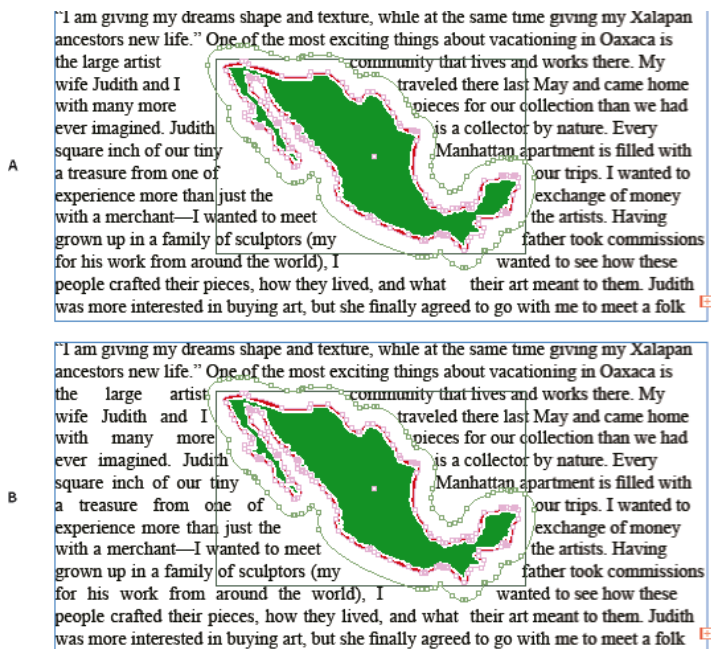 “I am giving my dreams shape and texture, while at the same time giving my Xalapan
ancestors new life.” One of the most exciting things about vacationing in Oaxaca is
the large artist community that lives and works there. My
wife Judith and I traveled there last May and came home
with many more pieces for our collection than we had
ever imagined. Judith is a collector by nature. Every
square inch of our tiny Manhattan apartment is filled with
A
a treasure from one of our trips. I wanted to
experience more than just the exchange of money
with a merchant—I wanted to meet the artists. Having
grown up in a family of sculptors (my father took commissions
for his work from around the world), I wanted to see how these
people crafted their pieces, how they lived, and what their art meant to them. Judith
was more interested in buying art, but she finally agreed to go with me to meet a folk
“I am giving my dreams shape and texture, while at the same time giving my Xalapan
ancestors new life.” One of the most exciting things about vacationing in Oaxaca is
the large artist community that lives and works there. My
wife Judith and I traveled there last May and came home
with many more pieces for our collection than we had
ever imagined. Judith is a collector by nature. Every
square inch of our tiny Manhattan apartment is filled with
B
a treasure from one of our trips. I wanted to
experience more than just the exchange of money
with a merchant—I wanted to meet the artists. Having
grown up in a family of sculptors (my father took commissions
for his work from around the world), I wanted to see how these
people crafted their pieces, how they lived, and what their art meant to them. Judith
was more interested in buying art, but she finally agreed to go with me to meet a folk